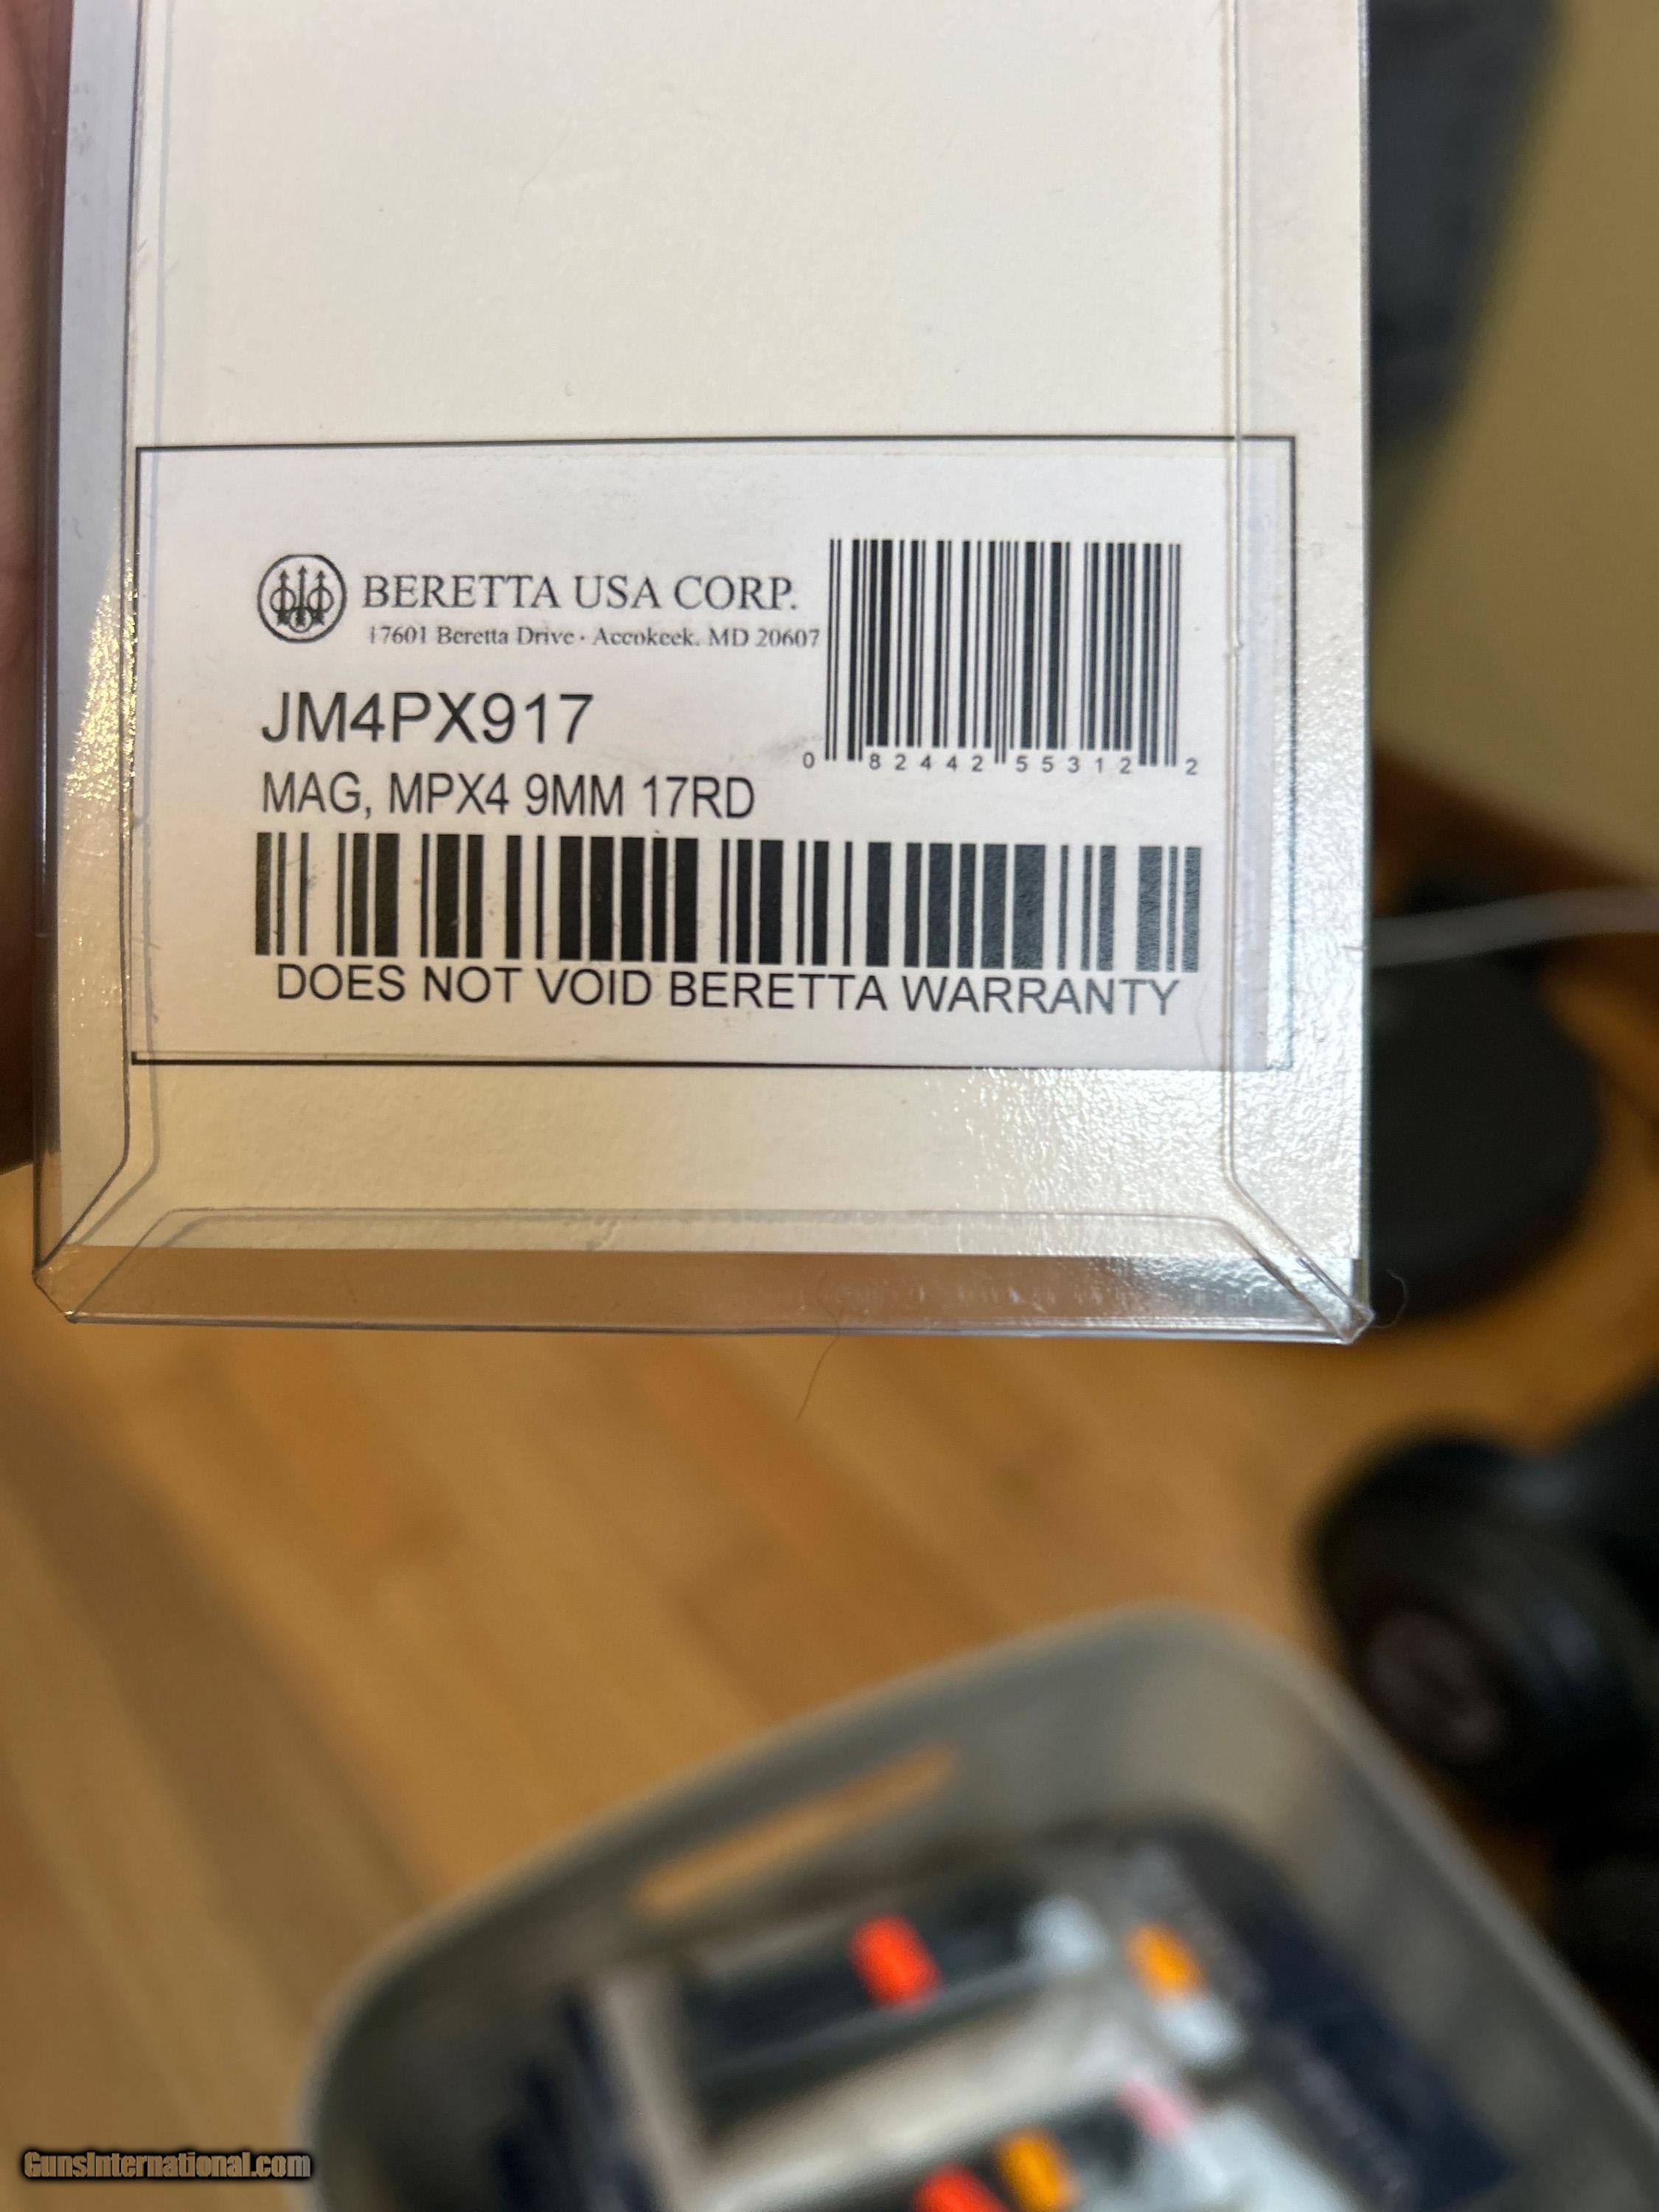 BERETTA USA CORP.
17601 Beretta Drive · Accokeek, MD 20607
JM4PX917
0 82442 55312 2
MAG, MPX4 9MM 17RD
DOES NOT VOID BERETTA WARRANTY
GunsInternational.com